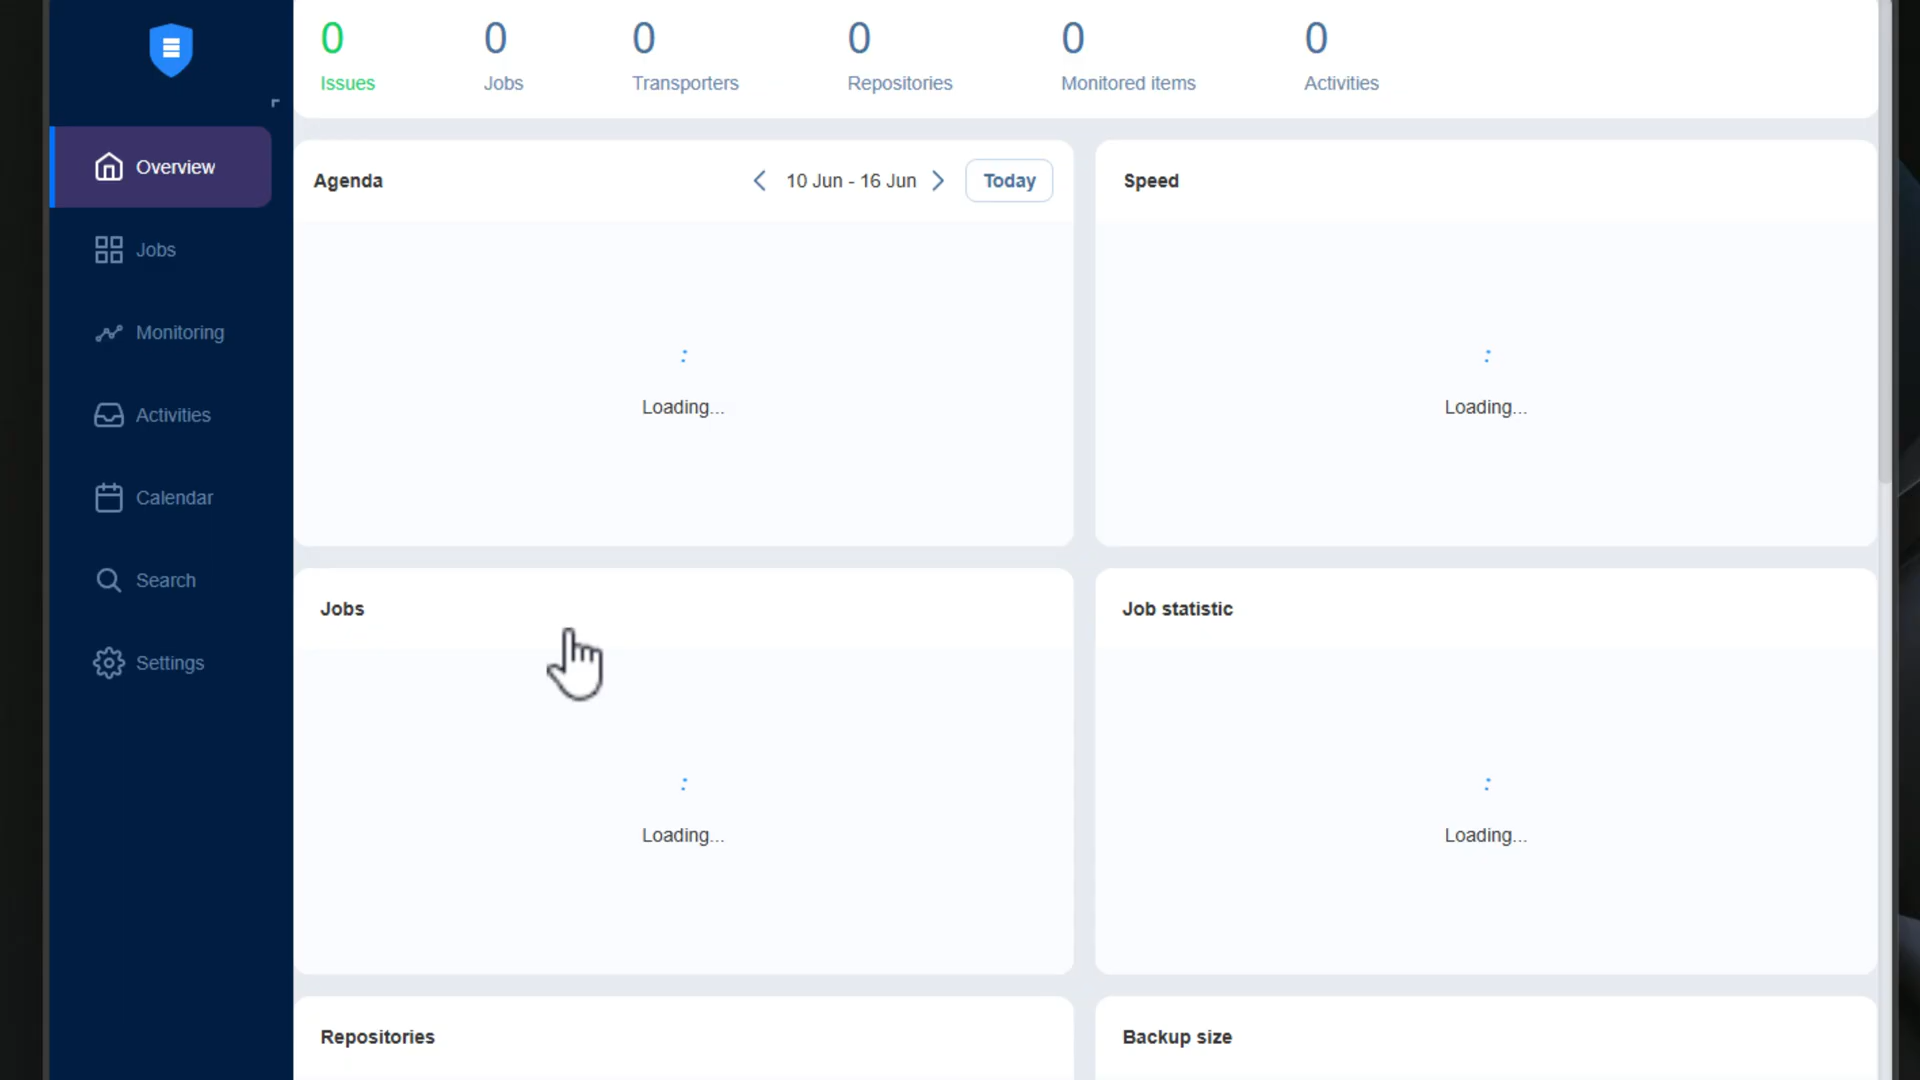 0 0 0 0 0 0
Issues Jobs Transporters Repositories Monitored items Activities
Overview
Jobs
Monitoring
Activities
Calendar
Search
Settings
Agenda 10 Jun - 16 Jun Today
Loading...
Speed
Loading...
Jobs
Loading...
Job statistic
Loading...
Repositories
Backup size